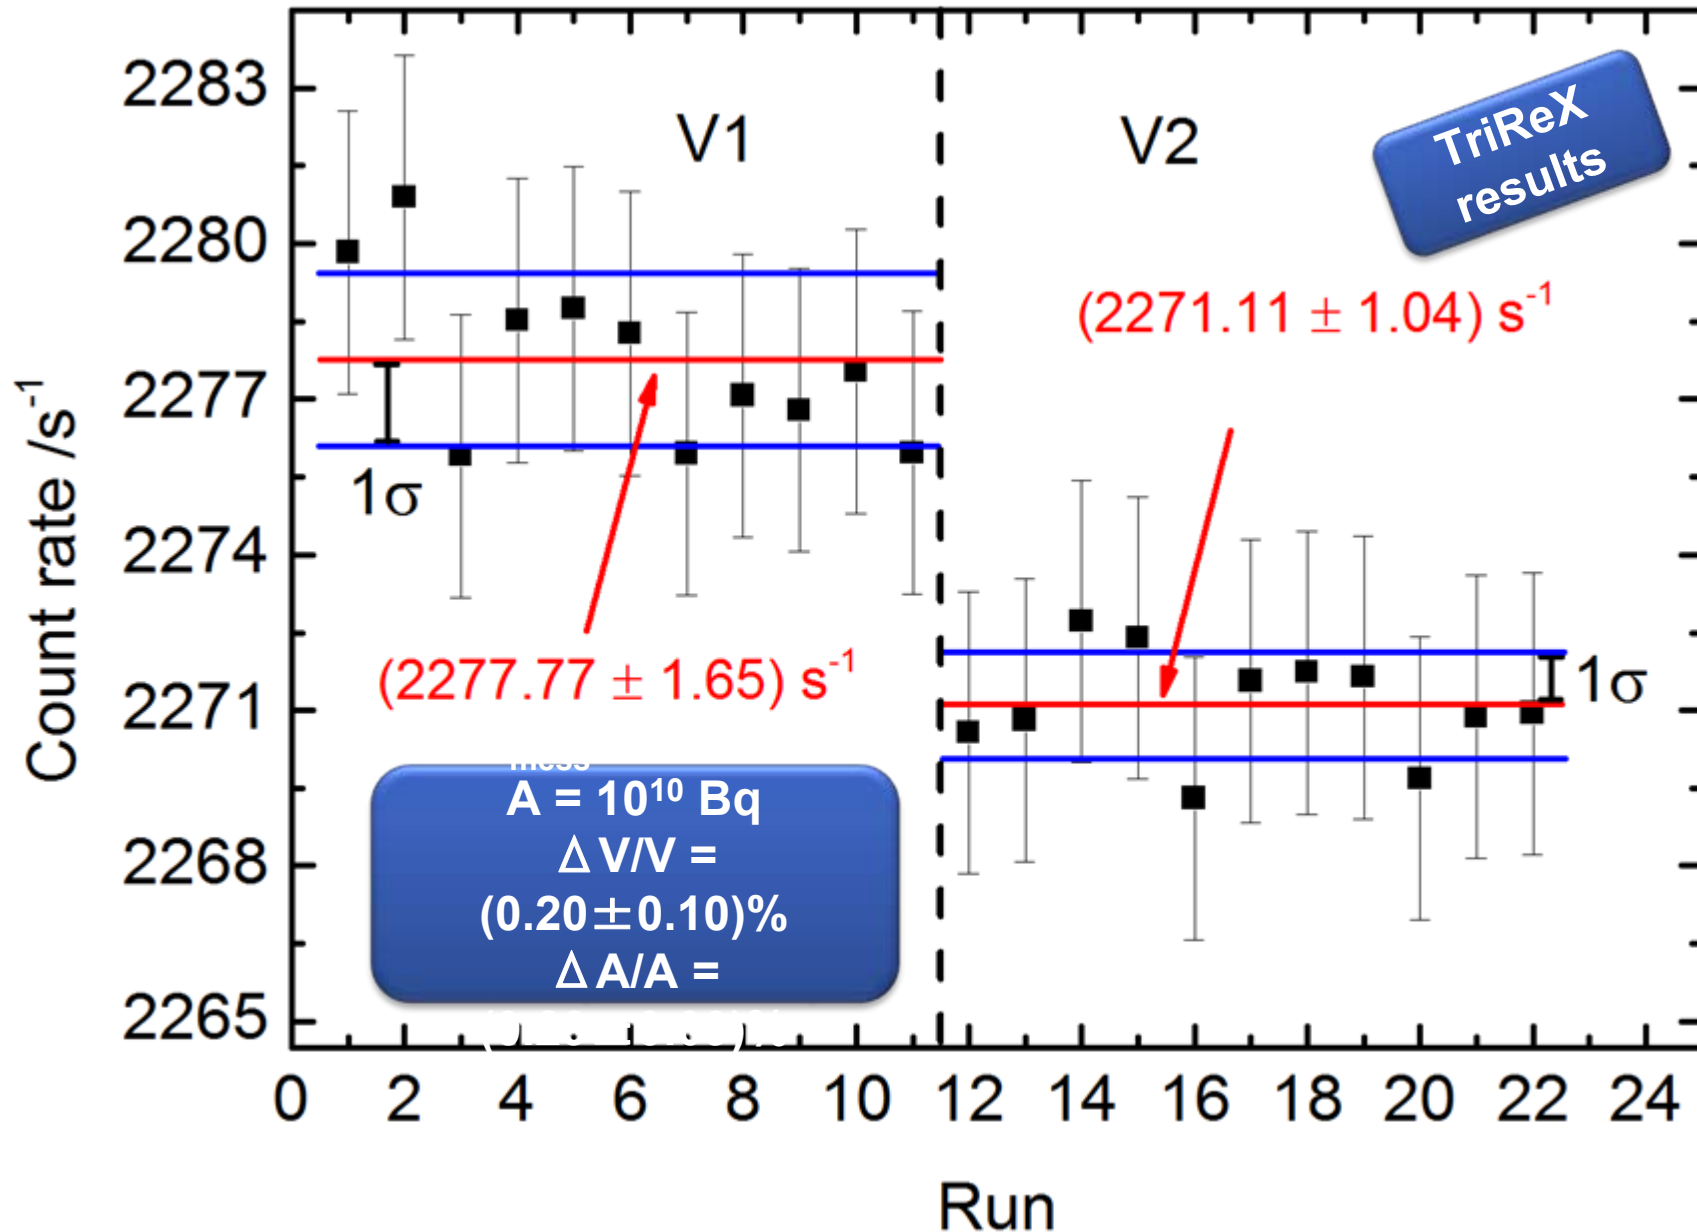 2283
2280
2277
2274
2271
2268
2265
Count rate /s⁻¹
V1
V2
TriReX
results
(2271.11 ± 1.04) s⁻¹
1σ
(2277.77 ± 1.65) s⁻¹
1σ
mess
A = 10¹⁰ Bq
Δ V/V =
(0.20±0.10)%
Δ A/A =
0 2 4 6 8 10 12 14 16 18 20 22 24
Run